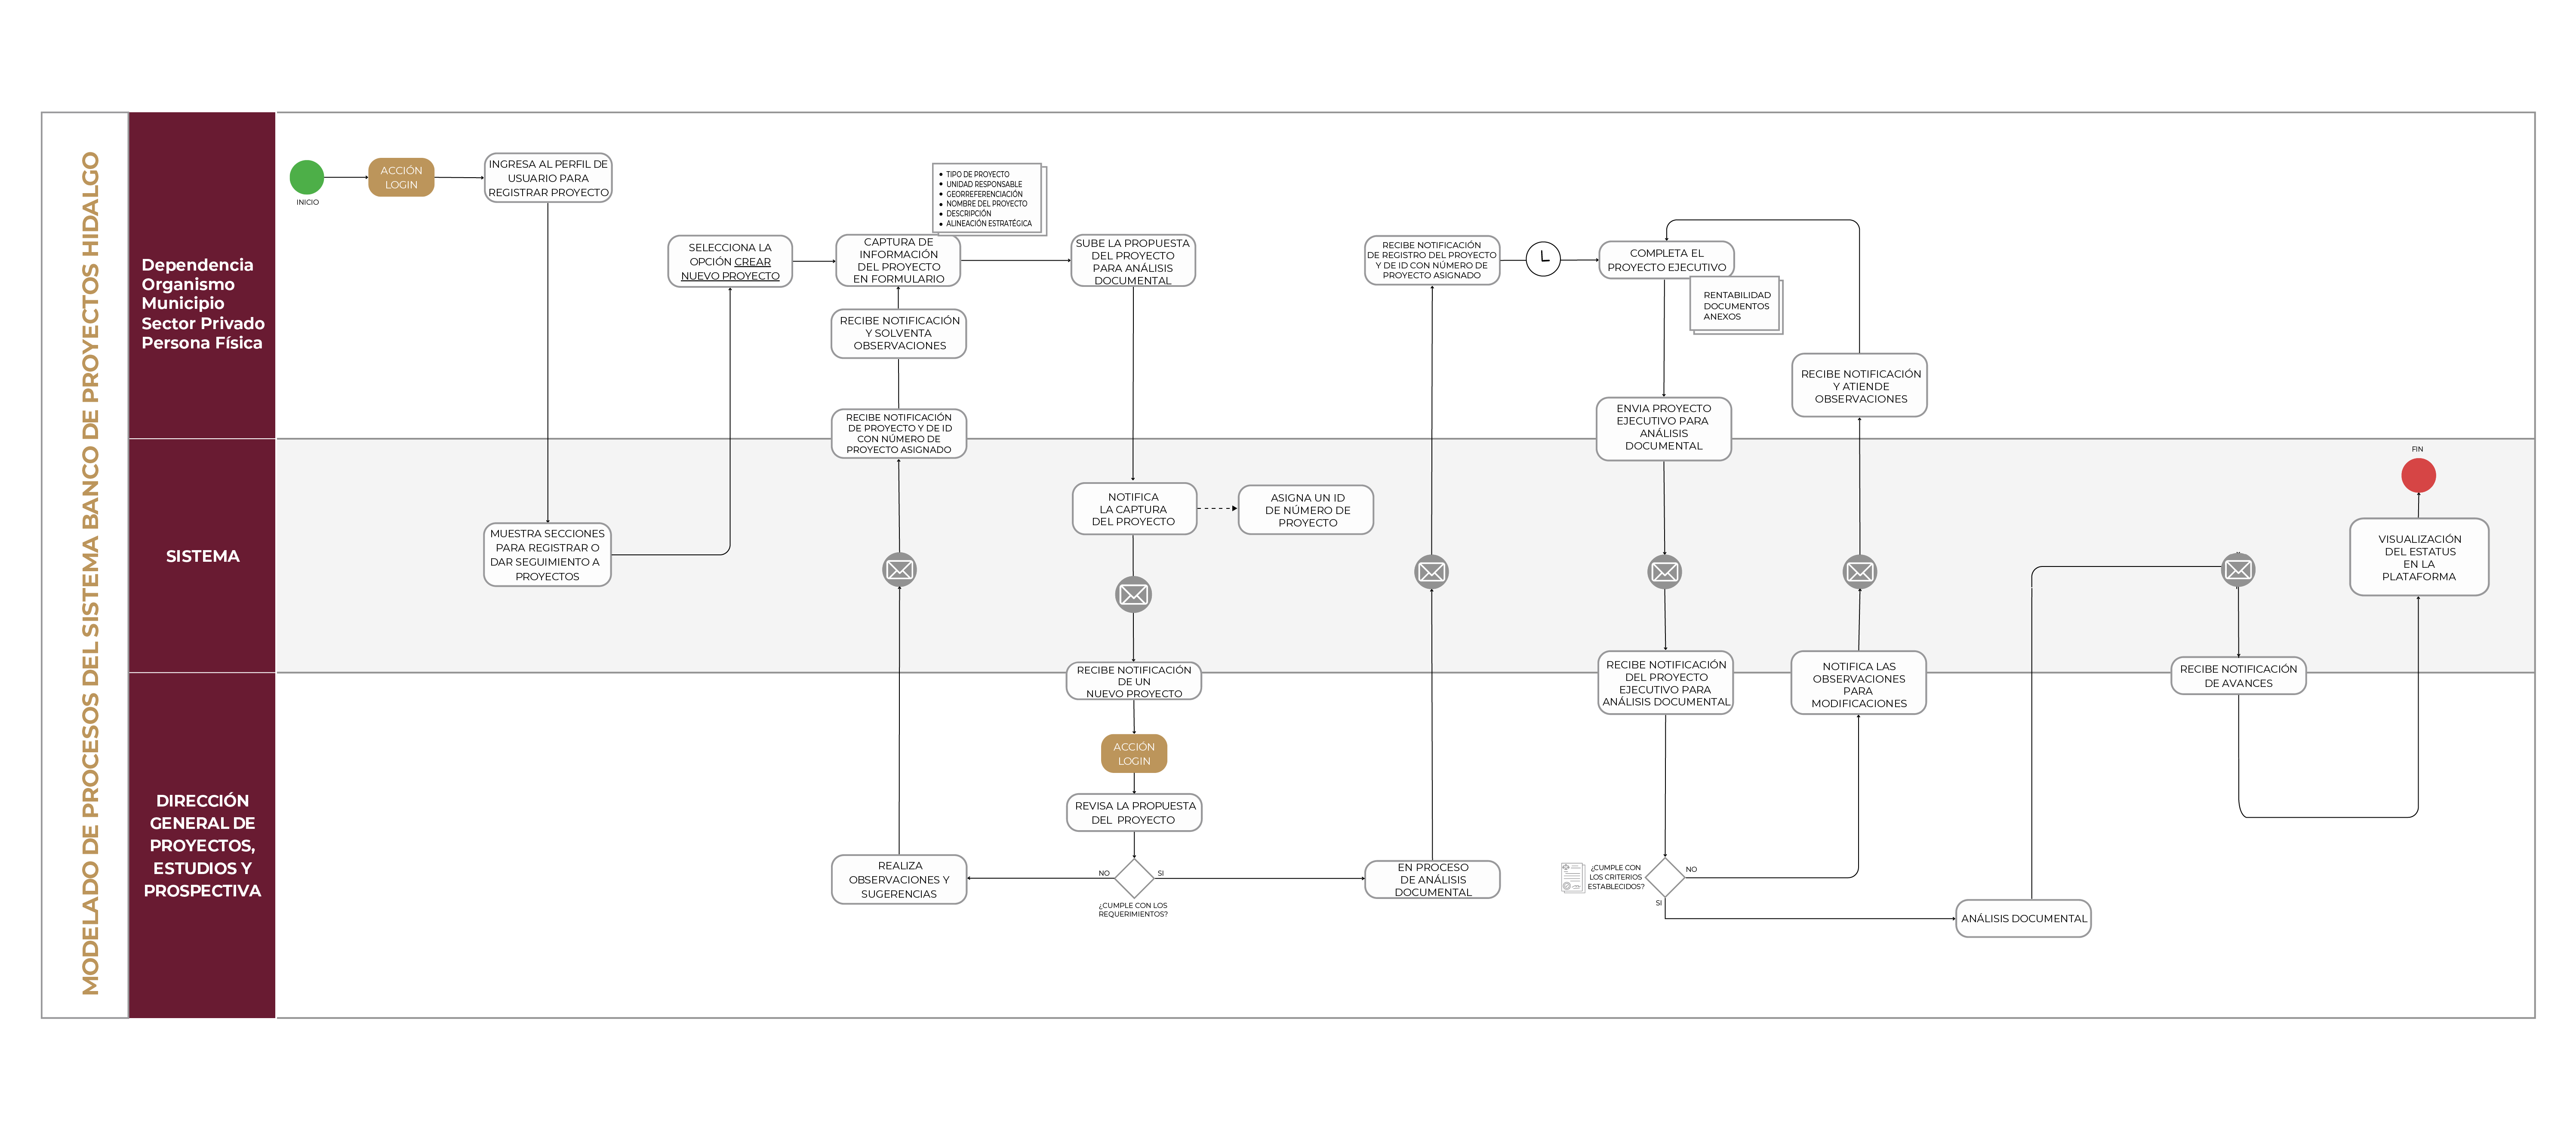 MODELADO DE PROCESOS DEL SISTEMA BANCO DE PROYECTOS HIDALGO
Dependencia
Organismo
Municipio
Sector Privado
Persona Física
SISTEMA
DIRECCIÓN
GENERAL DE
PROYECTOS,
ESTUDIOS Y
PROSPECTIVA
INICIO
ACCIÓN
LOGIN
INGRESA AL PERFIL DE
USUARIO PARA
REGISTRAR PROYECTO
MUESTRA SECCIONES
PARA REGISTRAR O
DAR SEGUIMIENTO A
PROYECTOS
SELECCIONA LA
OPCIÓN CREAR
NUEVO PROYECTO
CAPTURA DE
INFORMACIÓN
DEL PROYECTO
EN FORMULARIO
• TIPO DE PROYECTO
• UNIDAD RESPONSABLE
• GEORREFERENCIACIÓN
• NOMBRE DEL PROYECTO
• DESCRIPCIÓN
• ALINEACIÓN ESTRATÉGICA
RECIBE NOTIFICACIÓN
Y SOLVENTA
OBSERVACIONES
RECIBE NOTIFICACIÓN
DE PROYECTO Y DE ID
CON NÚMERO DE
PROYECTO ASIGNADO
SUBE LA PROPUESTA
DEL PROYECTO
PARA ANÁLISIS
DOCUMENTAL
NOTIFICA
LA CAPTURA
DEL PROYECTO
ASIGNA UN ID
DE NÚMERO DE
PROYECTO
RECIBE NOTIFICACIÓN
DE UN
NUEVO PROYECTO
ACCIÓN
LOGIN
REVISA LA PROPUESTA
DEL PROYECTO
NO
SI
¿CUMPLE CON LOS
REQUERIMIENTOS?
REALIZA
OBSERVACIONES Y
SUGERENCIAS
EN PROCESO
DE ANÁLISIS
DOCUMENTAL
RECIBE NOTIFICACIÓN
DE REGISTRO DEL PROYECTO
Y DE ID CON NÚMERO DE
PROYECTO ASIGNADO
COMPLETA EL
PROYECTO EJECUTIVO
RENTABILIDAD
DOCUMENTOS
ANEXOS
ENVIA PROYECTO
EJECUTIVO PARA
ANÁLISIS
DOCUMENTAL
RECIBE NOTIFICACIÓN
Y ATIENDE
OBSERVACIONES
RECIBE NOTIFICACIÓN
DEL PROYECTO
EJECUTIVO PARA
ANÁLISIS DOCUMENTAL
NOTIFICA LAS
OBSERVACIONES
PARA
MODIFICACIONES
¿CUMPLE CON
LOS CRITERIOS
ESTABLECIDOS?
NO
SI
ANÁLISIS DOCUMENTAL
RECIBE NOTIFICACIÓN
DE AVANCES
VISUALIZACIÓN
DEL ESTATUS
EN LA
PLATAFORMA
FIN